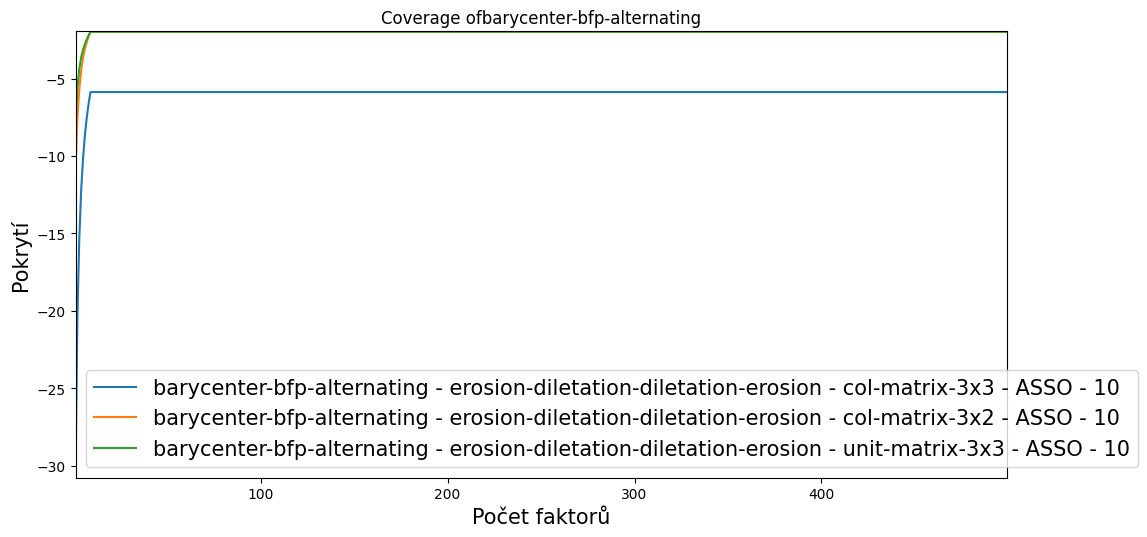 Coverage ofbarycenter-bfp-alternating
Pokrytí
−5
−10
−15
−20
−25
−30
barycenter-bfp-alternating - erosion-diletation-diletation-erosion - col-matrix-3x3 - ASSO - 10
barycenter-bfp-alternating - erosion-diletation-diletation-erosion - col-matrix-3x2 - ASSO - 10
barycenter-bfp-alternating - erosion-diletation-diletation-erosion - unit-matrix-3x3 - ASSO - 10
100 200 300 400
Počet faktorů